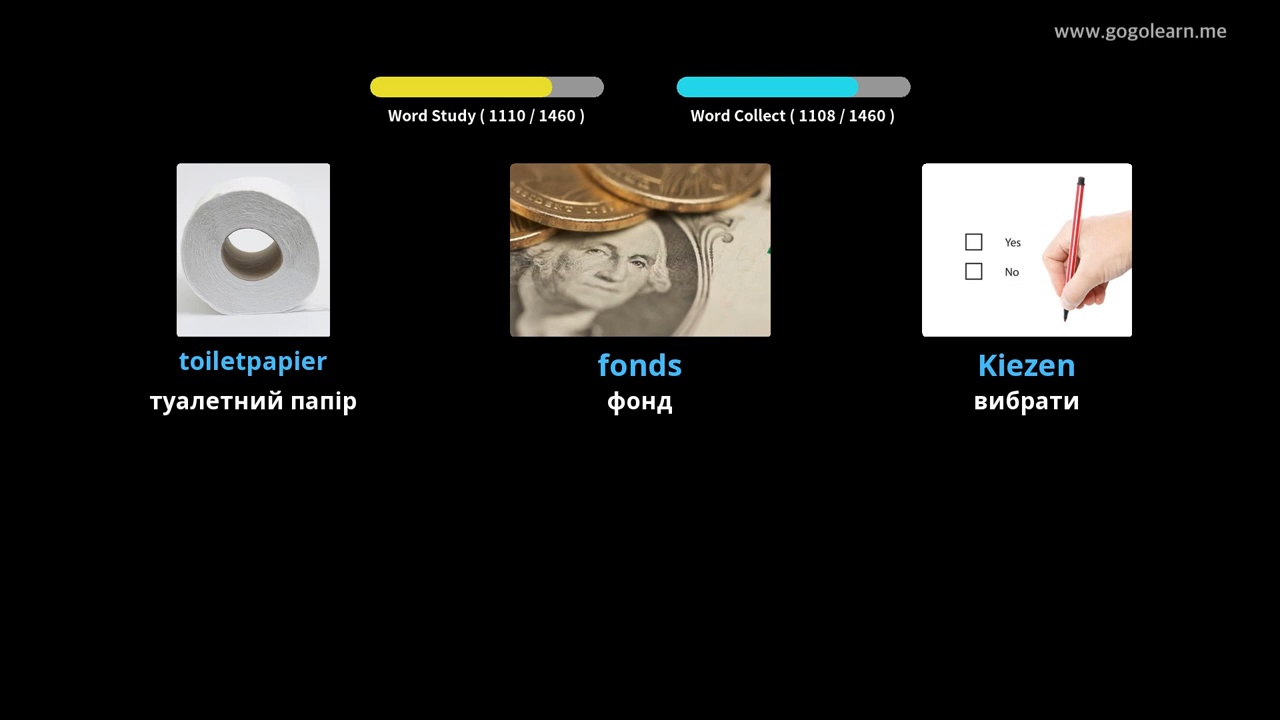 www.gogolearn.me
Word Study ( 1110 / 1460 )
Word Collect ( 1108 / 1460 )
Yes
No
toiletpapier
fonds
Kiezen
туалетний папір
фонд
вибрати